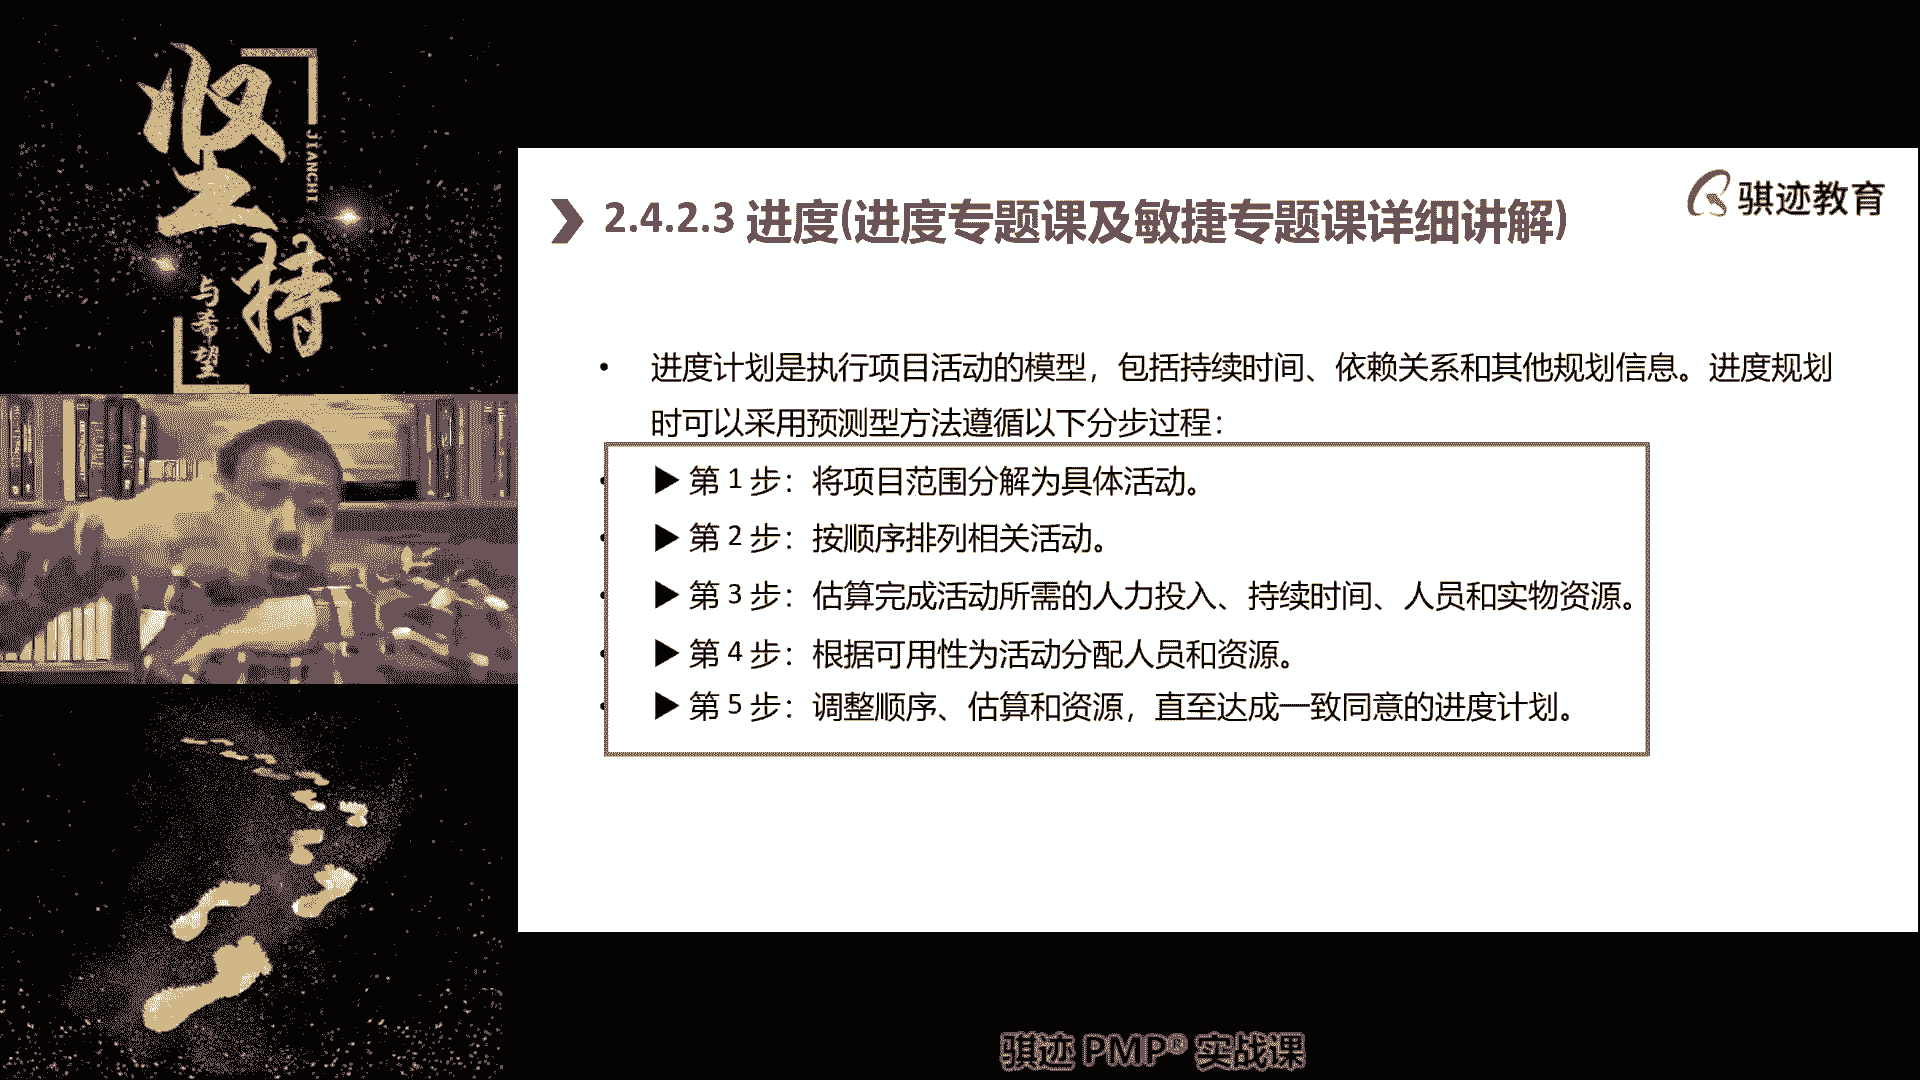 坚持
JIANCHI
与希望
2.4.2.3 进度(进度专题课及敏捷专题课详细讲解)
骐迹教育
• 进度计划是执行项目活动的模型，包括持续时间、依赖关系和其他规划信息。进度规划
时可以采用预测型方法遵循以下分步过程：
▶ 第 1 步：将项目范围分解为具体活动。
▶ 第 2 步：按顺序排列相关活动。
▶ 第 3 步：估算完成活动所需的人力投入、持续时间、人员和实物资源。
▶ 第 4 步：根据可用性为活动分配人员和资源。
▶ 第 5 步：调整顺序、估算和资源，直至达成一致同意的进度计划。
骐迹 PMP® 实战课